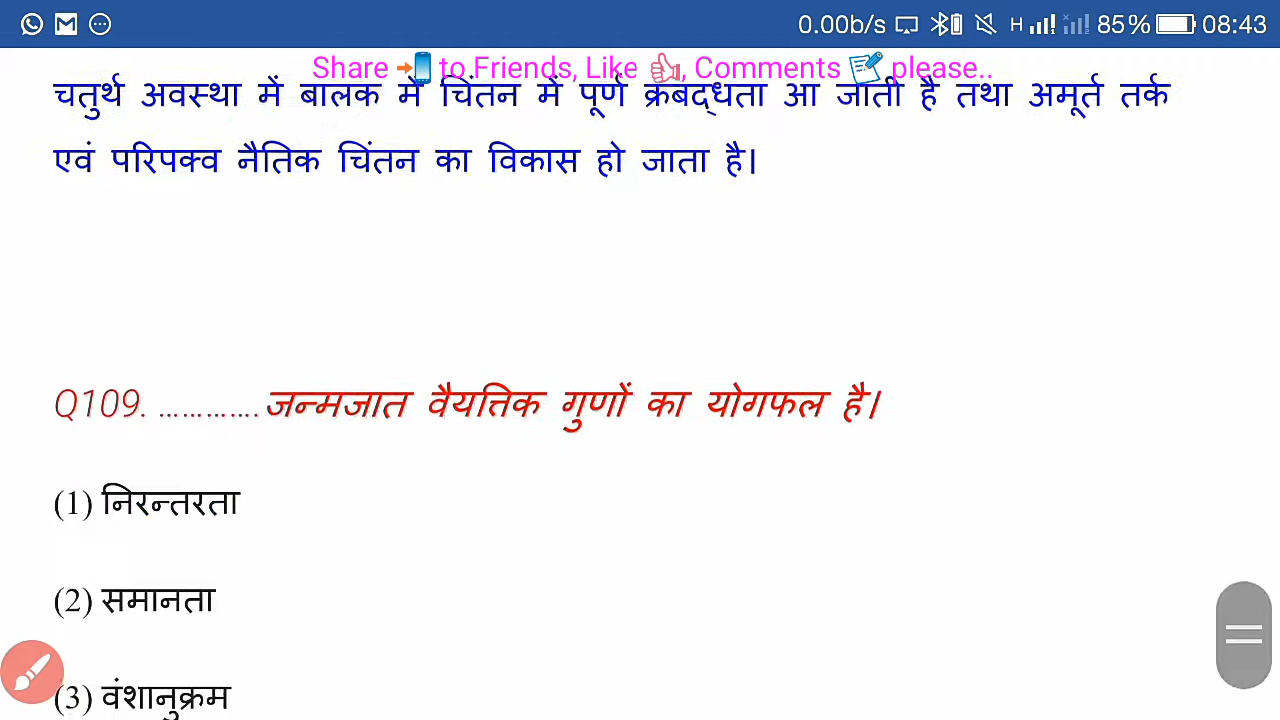 0.00b/s H 85% 08:43
Share to Friends, Like , Comments please..
चतुर्थ अवस्था में बालक में चिंतन में पूर्ण क्रबद्धता आ जाती है तथा अमूर्त तर्क
एवं परिपक्व नैतिक चिंतन का विकास हो जाता है।
Q109. ............. जन्मजात वैयत्तिक गुणों का योगफल है।
(1) निरन्तरता
(2) समानता
(3) वंशानुक्रम